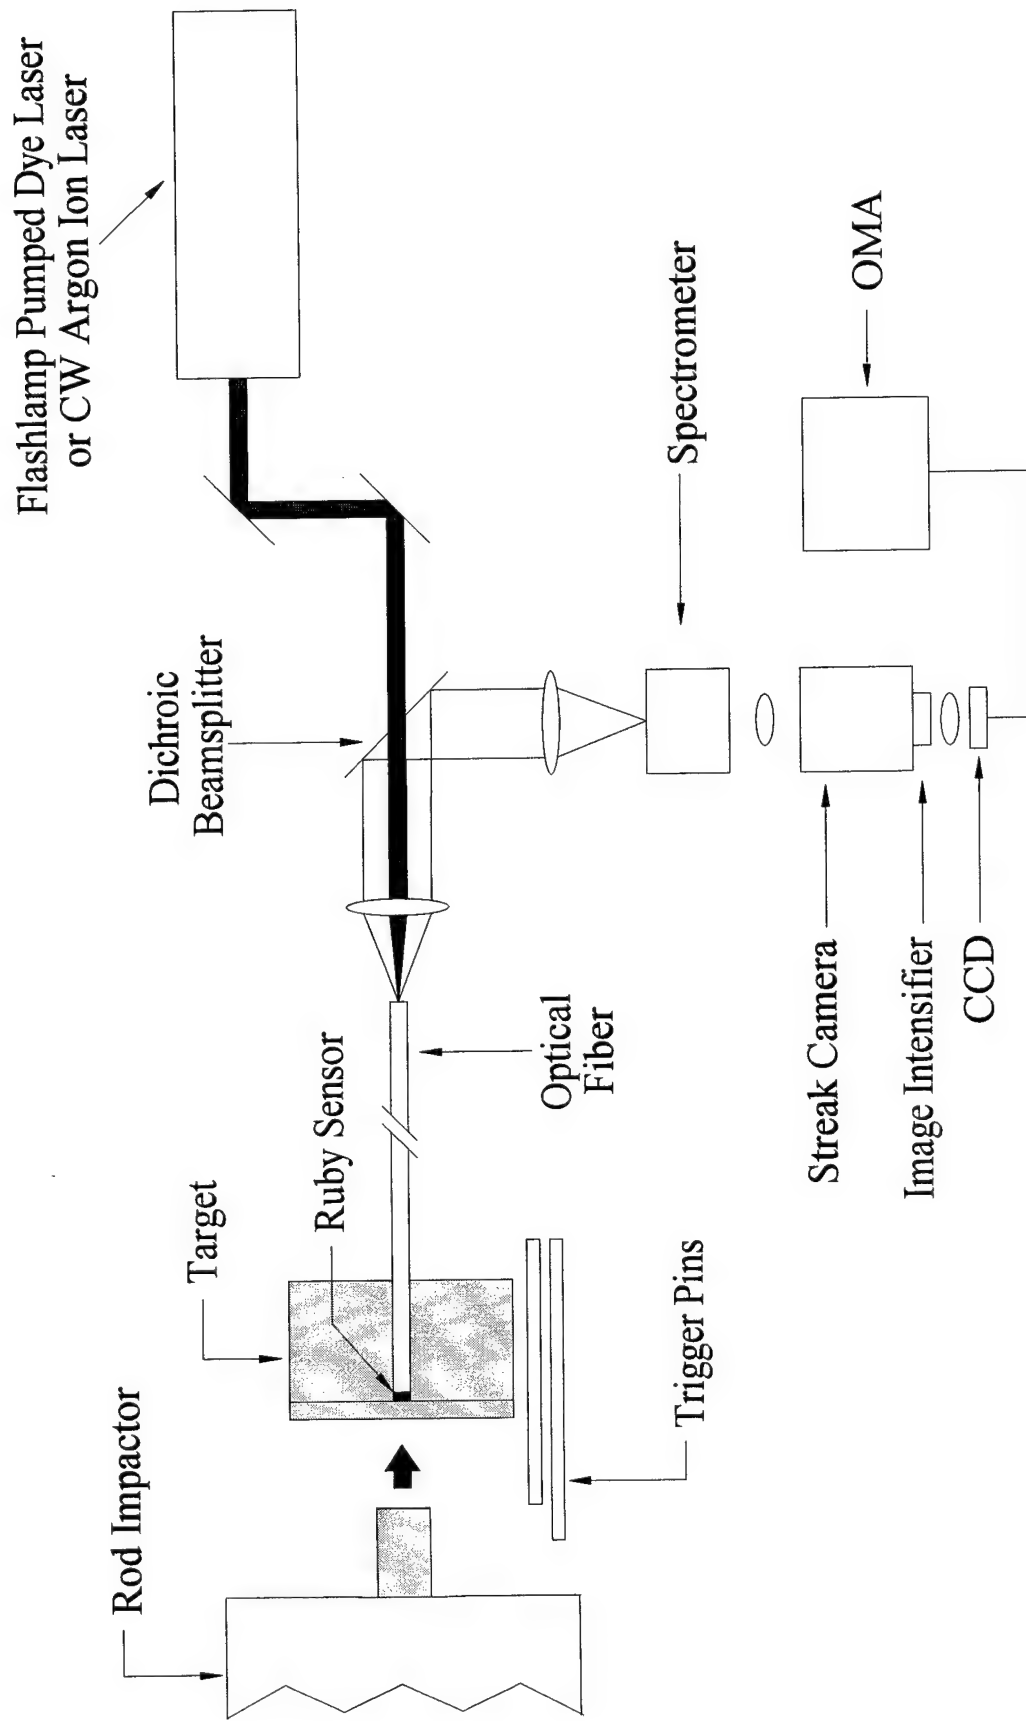 Flashlamp Pumped Dye Laser
or CW Argon Ion Laser
Dichroic
Beamsplitter
Spectrometer
OMA
Target
Ruby Sensor
Optical
Fiber
Rod Impactor
Trigger Pins
Streak Camera
Image Intensifier
CCD